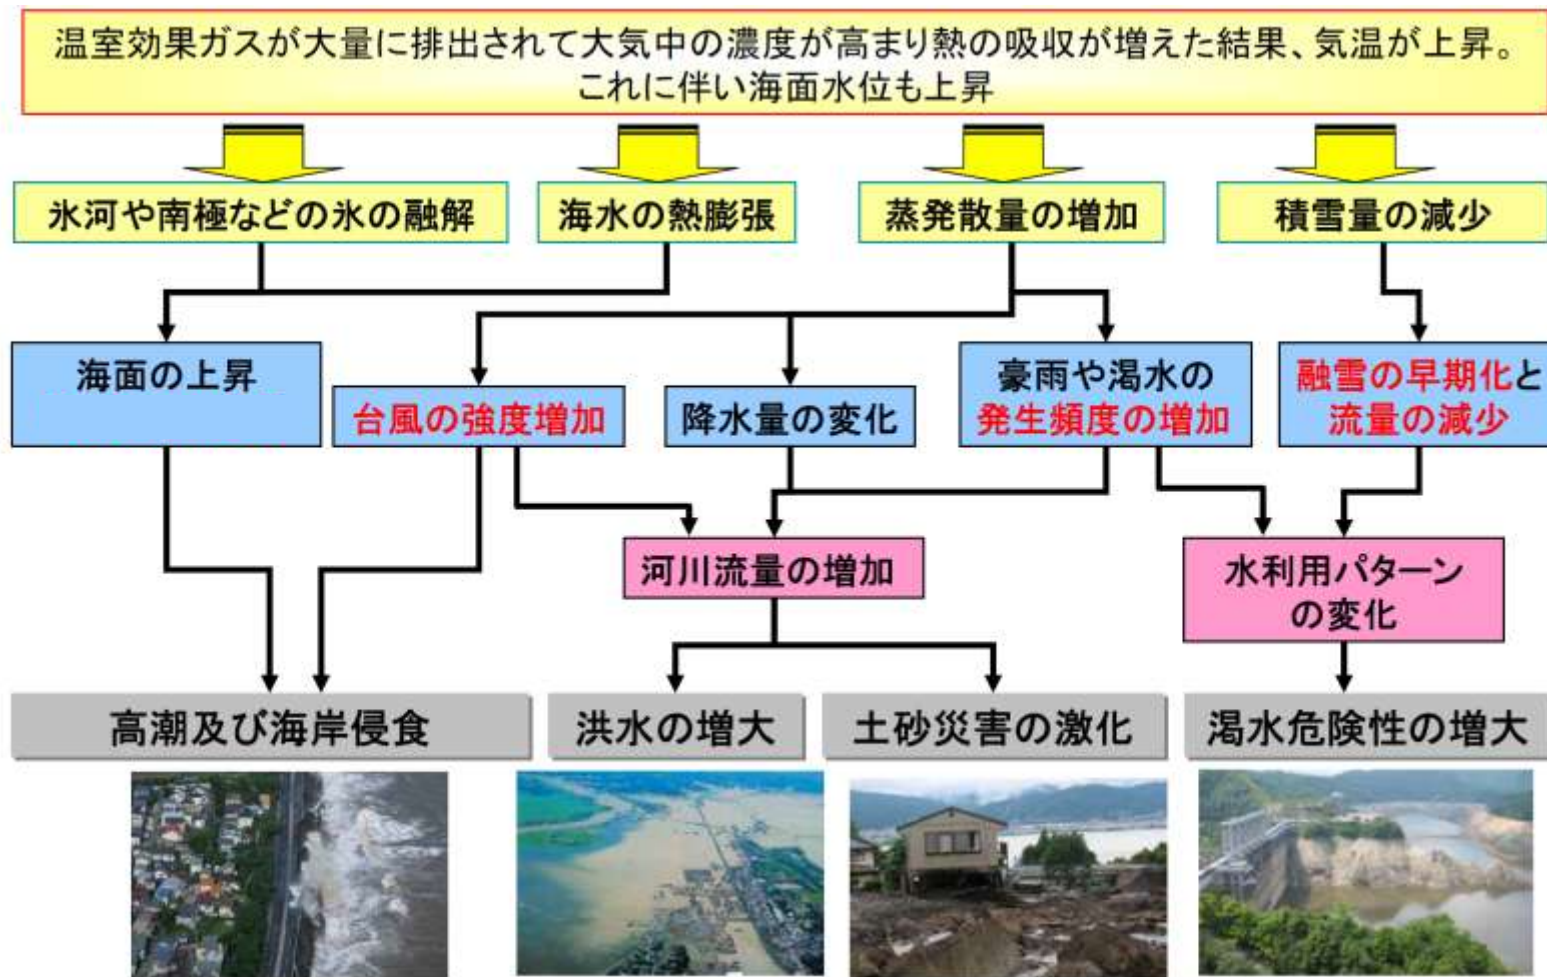 温室効果ガスが大量に排出されて大気中の濃度が高まり熱の吸収が増えた結果、気温が上昇。
これに伴い海面水位も上昇
氷河や南極などの氷の融解
海水の熱膨張
蒸発散量の増加
積雪量の減少
海面の上昇
台風の強度増加
降水量の変化
豪雨や渇水の
発生頻度の増加
融雪の早期化と
流量の減少
河川流量の増加
水利用パターン
の変化
高潮及び海岸侵食
洪水の増大
土砂災害の激化
渇水危険性の増大